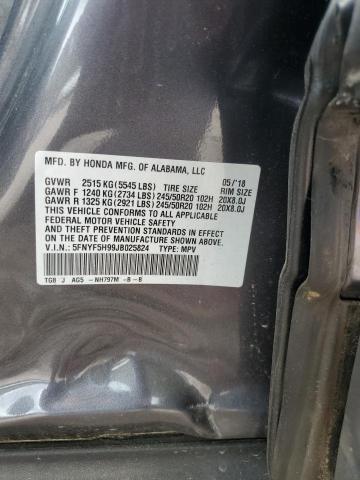 MFD. BY HONDA MFG. OF ALABAMA, LLC
05/'18
GVWR 2515 KG(5545 LBS) TIRE SIZE RIM SIZE
GAWR F 1240 KG(2734 LBS)245/50R20 102H 20X8.0J
GAWR R 1325 KG(2921 LBS)245/50R20 102H 20X8.0J
THIS VEHICLE CONFORMS TO ALL APPLICABLE
FEDERAL MOTOR VEHICLE SAFETY
AND THEFT PREVENTION STANDARDS IN EFFECT
ON THE DATE OF MANUFACTURE SHOWN ABOVE.
V.I.N.: 5FNYF5H99JB025824 TYPE: MPV
TG8 J AG5 -NH797M -B-B